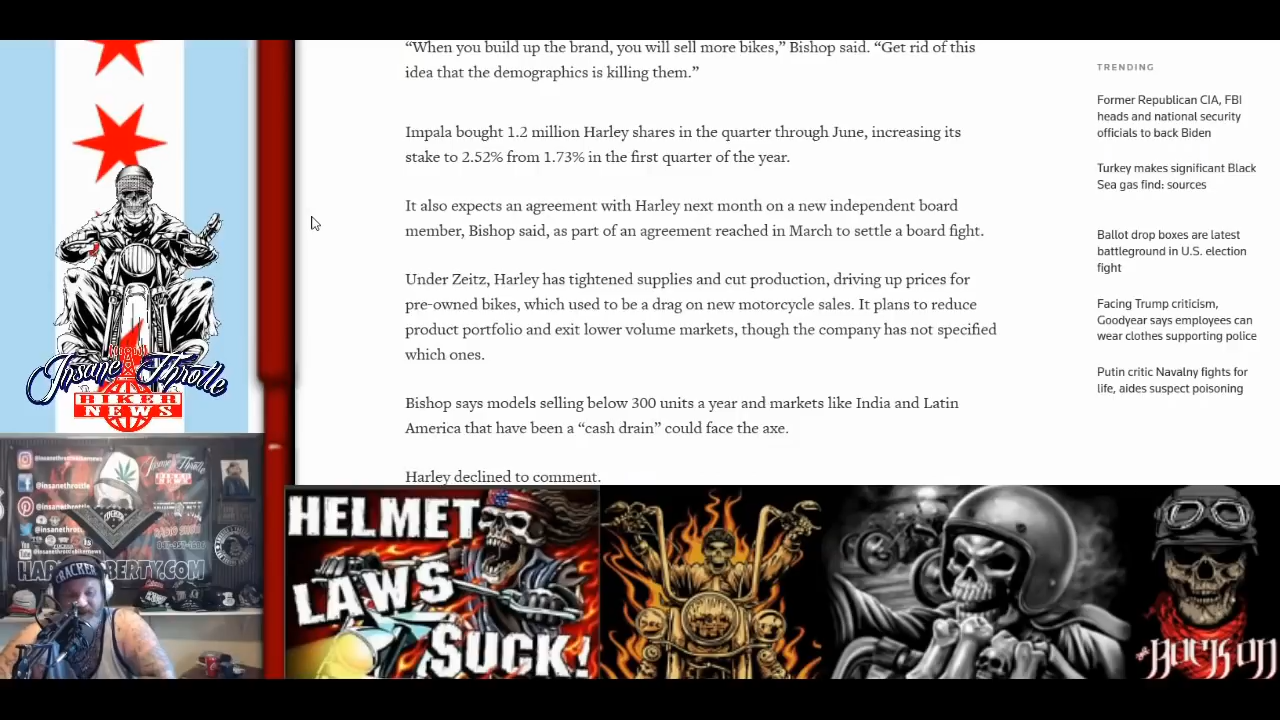 “When you build up the brand, you will sell more bikes,” Bishop said. “Get rid of this
idea that the demographics is killing them.”
Impala bought 1.2 million Harley shares in the quarter through June, increasing its
stake to 2.52% from 1.73% in the first quarter of the year.
It also expects an agreement with Harley next month on a new independent board
member, Bishop said, as part of an agreement reached in March to settle a board fight.
Under Zeitz, Harley has tightened supplies and cut production, driving up prices for
pre-owned bikes, which used to be a drag on new motorcycle sales. It plans to reduce
product portfolio and exit lower volume markets, though the company has not specified
which ones.
Bishop says models selling below 300 units a year and markets like India and Latin
America that have been a “cash drain” could face the axe.
Harley declined to comment.
TRENDING
Former Republican CIA, FBI
heads and national security
officials to back Biden
Turkey makes significant Black
Sea gas find: sources
Ballot drop boxes are latest
battleground in U.S. election
fight
Facing Trump criticism,
Goodyear says employees can
wear clothes supporting police
Putin critic Navalny fights for
life, aides suspect poisoning
Insane Throttle
BIKER
NEWS
@insanethrottlebikernews
@insanethrottle
@insanethrottlebikernews
CRACKER
HELMET
LAWS
SUCK!